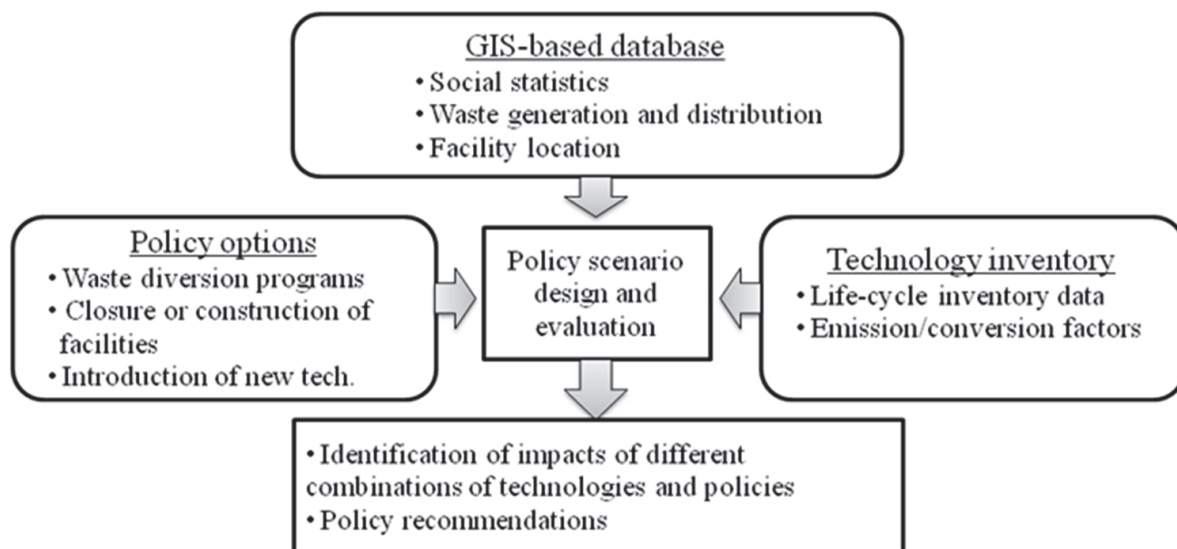 GIS-based database
• Social statistics
• Waste generation and distribution
• Facility location
Policy options
• Waste diversion programs
• Closure or construction of
facilities
• Introduction of new tech.
Policy scenario
design and
evaluation
Technology inventory
• Life-cycle inventory data
• Emission/conversion factors
• Identification of impacts of different
combinations of technologies and policies
• Policy recommendations